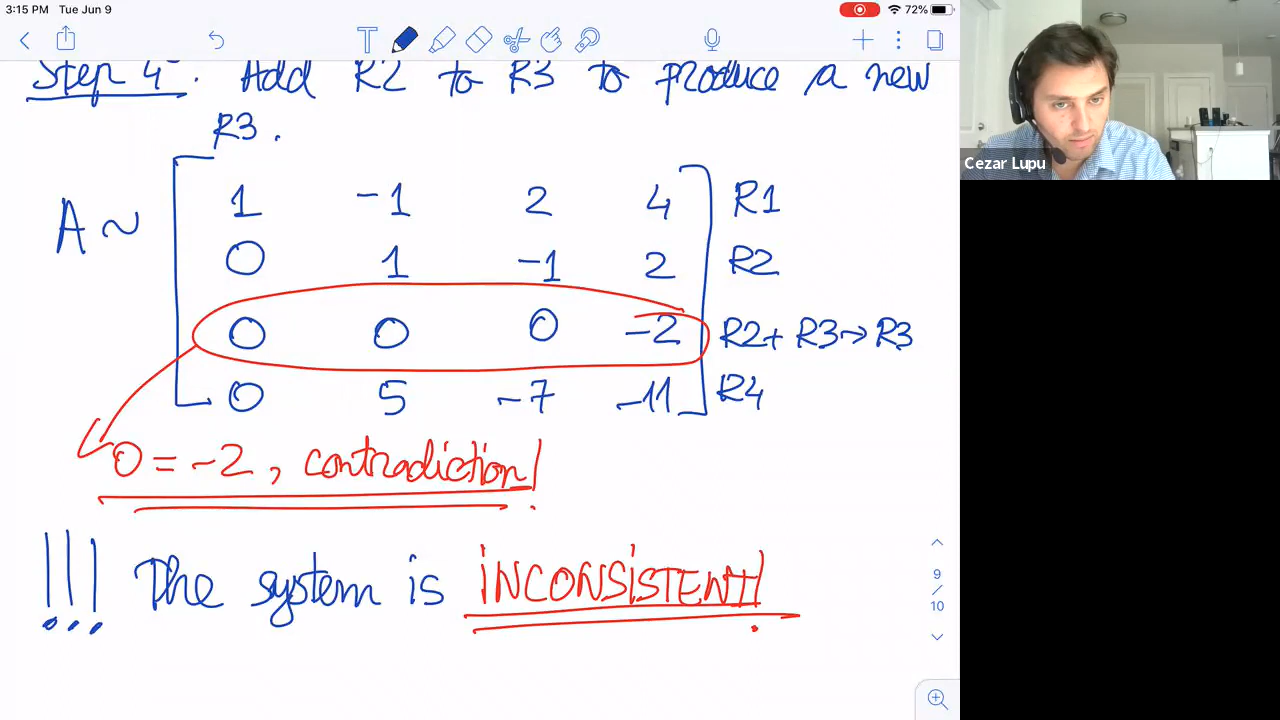 3:15 PM Tue Jun 9
72%
Step 4: Add R2 to R3 to produce a new
R3.
A ~
1 -1 2 4 R1
0 1 -1 2 R2
0 0 0 -2 R2 + R3 → R3
0 5 -7 -11 R4
0 = -2, contradiction!
!!! The system is INCONSISTENT!
9
/
10
Cezar Lupu